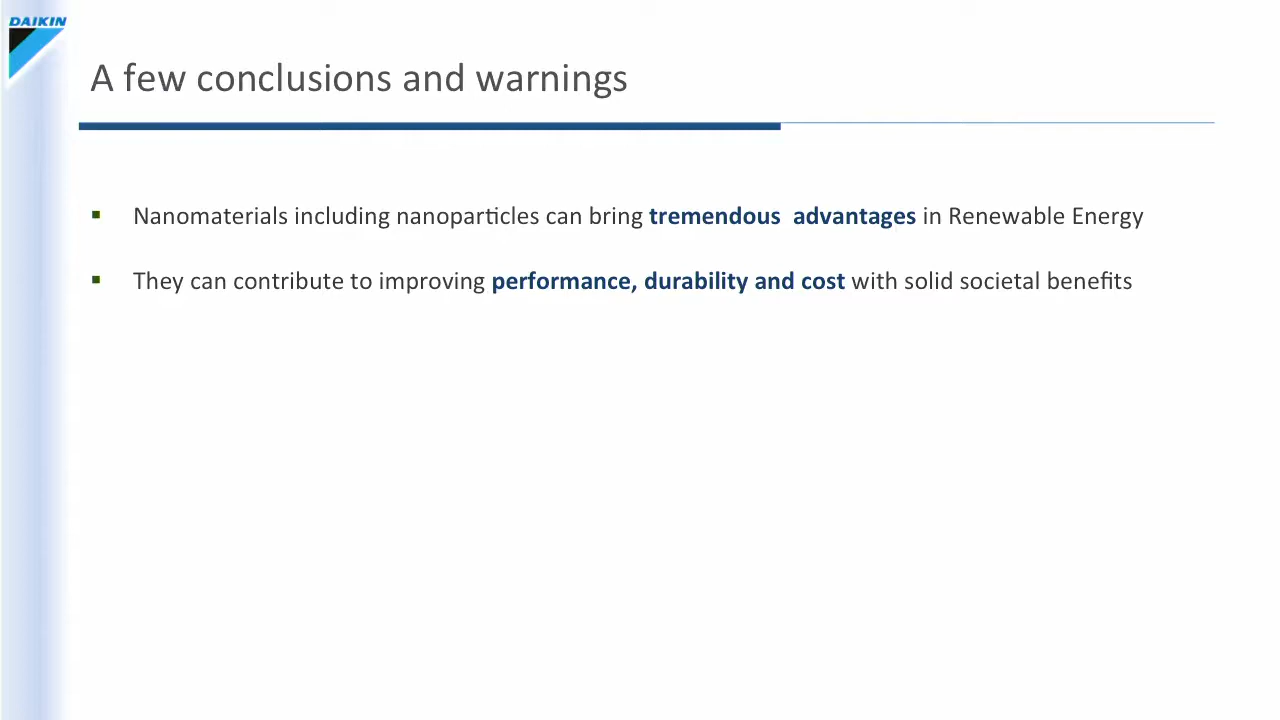 DAIKIN
A few conclusions and warnings
▪ Nanomaterials including nanoparticles can bring tremendous  advantages in Renewable Energy
▪ They can contribute to improving performance, durability and cost with solid societal benefits